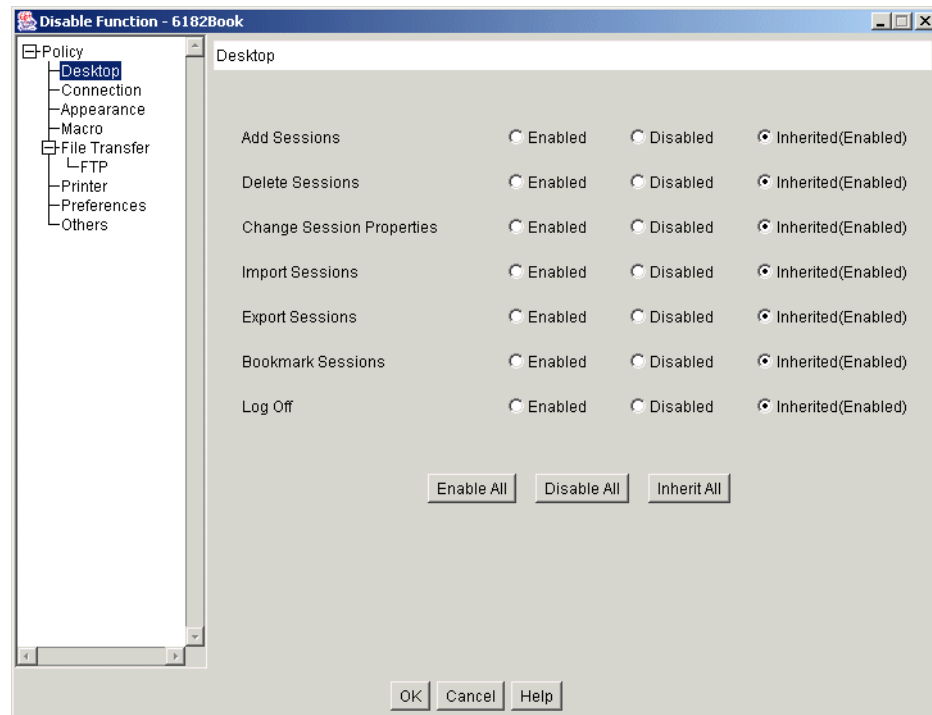 Disable Function - 6182Book
Policy
Desktop
Connection
Appearance
Macro
File Transfer
FTP
Printer
Preferences
Others
Desktop
Add Sessions Enabled Disabled Inherited(Enabled)
Delete Sessions Enabled Disabled Inherited(Enabled)
Change Session Properties Enabled Disabled Inherited(Enabled)
Import Sessions Enabled Disabled Inherited(Enabled)
Export Sessions Enabled Disabled Inherited(Enabled)
Bookmark Sessions Enabled Disabled Inherited(Enabled)
Log Off Enabled Disabled Inherited(Enabled)
Enable All Disable All Inherit All
OK Cancel Help